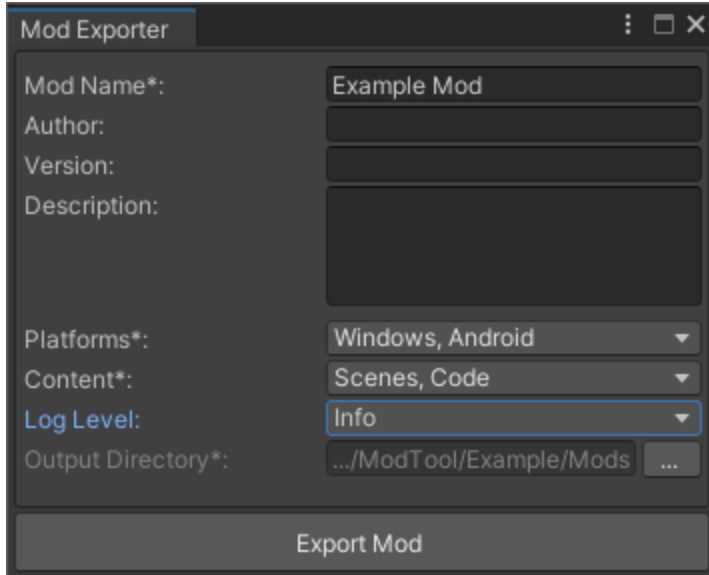 Mod Exporter
Mod Name*: Example Mod
Author:
Version:
Description:
Platforms*: Windows, Android
Content*: Scenes, Code
Log Level: Info
Output Directory*: .../ModTool/Example/Mods ...
Export Mod